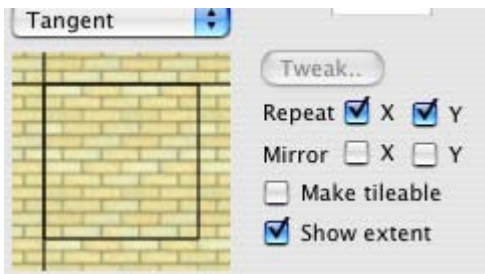 Tangent
Tweak..
Repeat X Y
Mirror X Y
Make tileable
Show extent